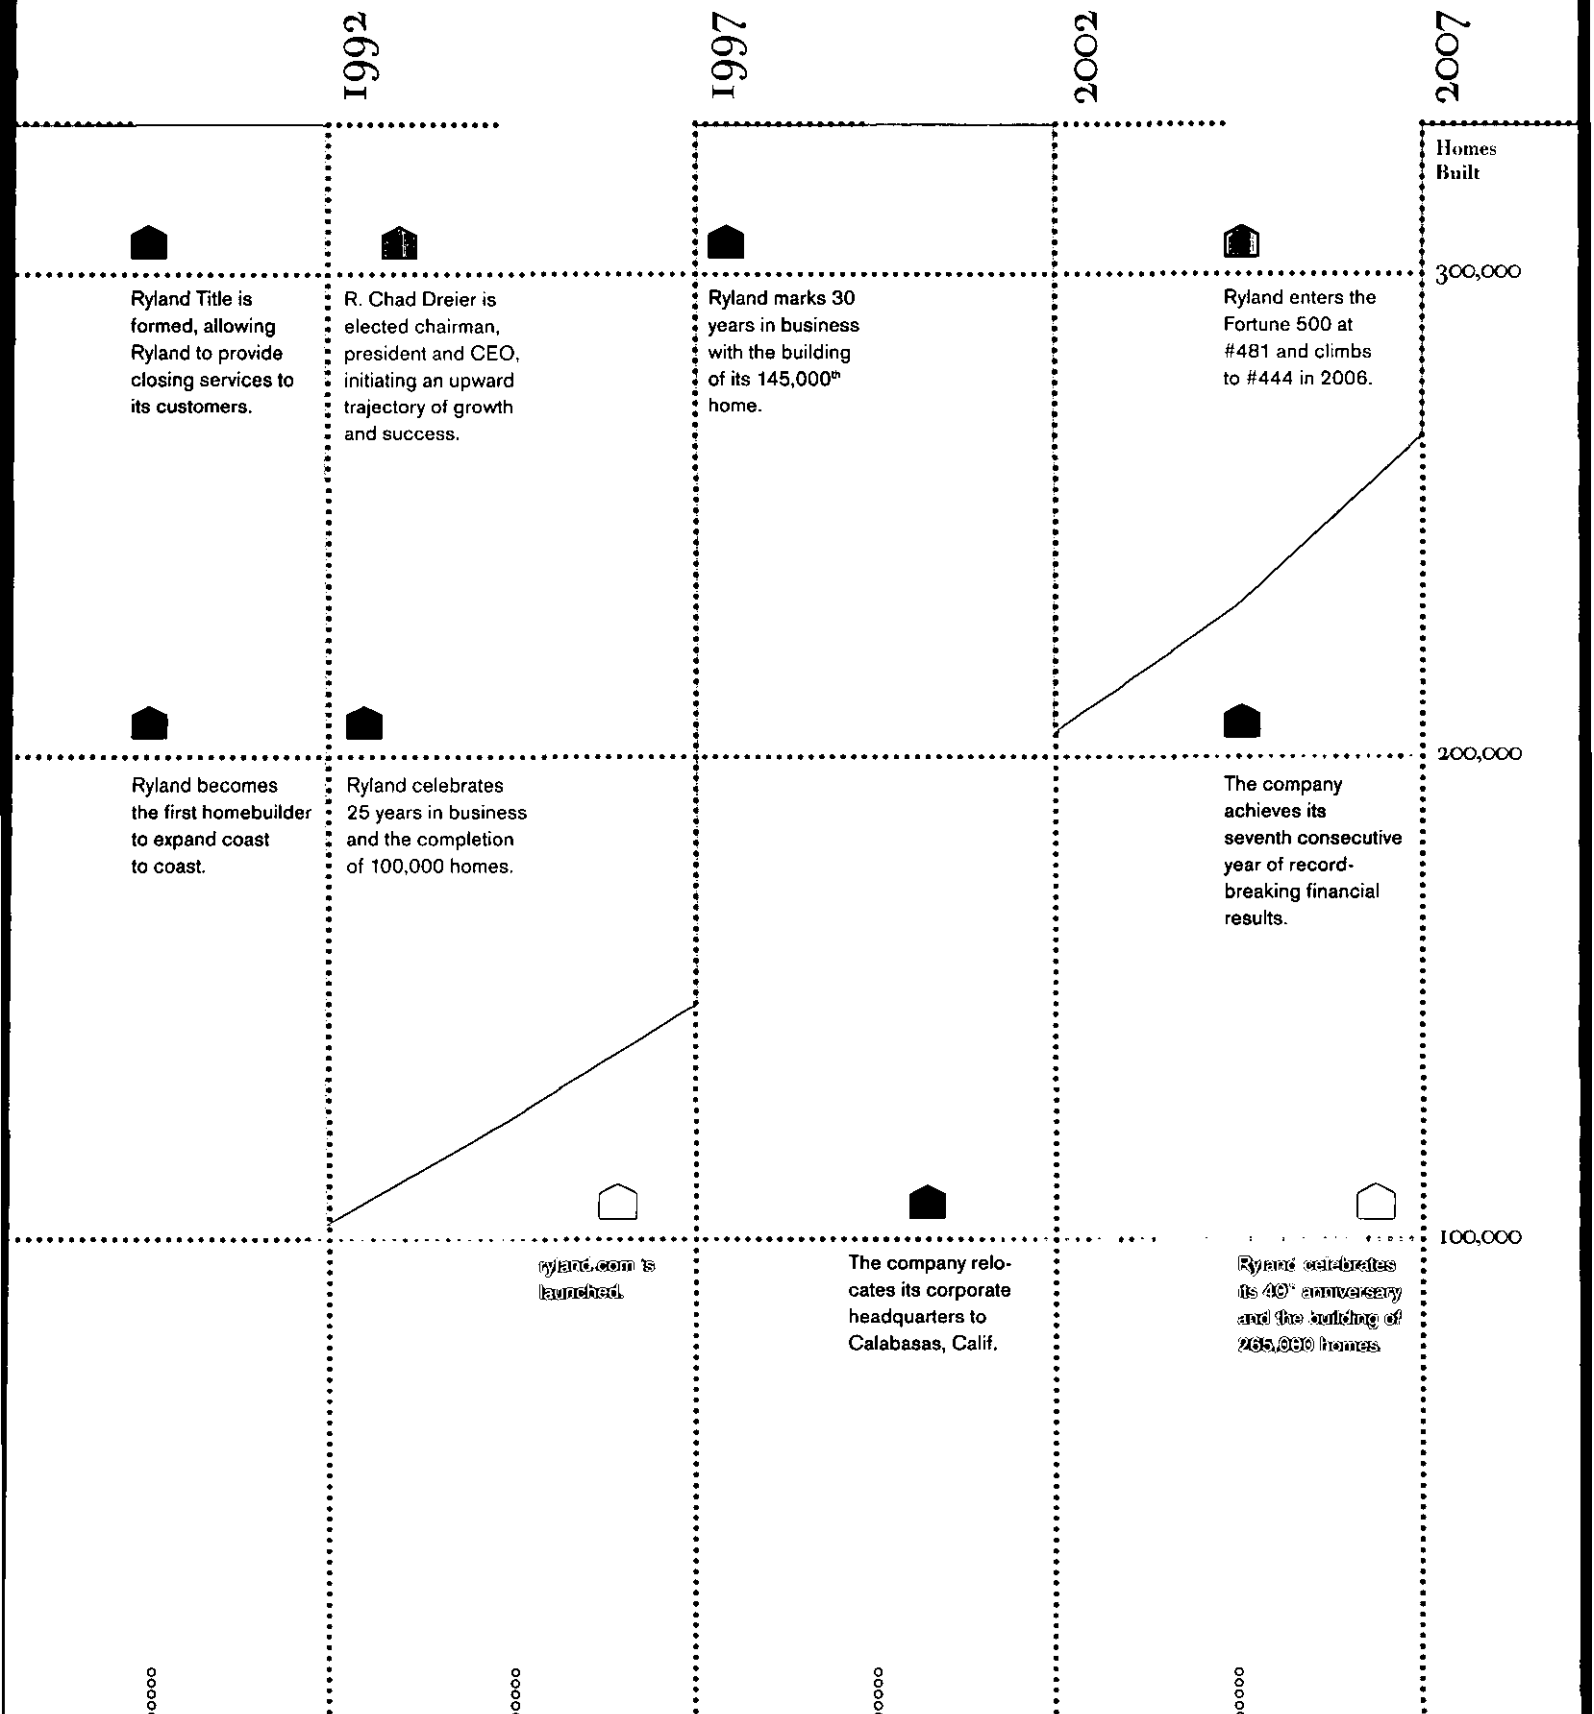 1992
1997
2002
2007
Homes
Built
300,000
Ryland Title is
formed, allowing
Ryland to provide
closing services to
its customers.
R. Chad Dreier is
elected chairman,
president and CEO,
initiating an upward
trajectory of growth
and success.
Ryland marks 30
years in business
with the building
of its 145,000th
home.
Ryland enters the
Fortune 500 at
#481 and climbs
to #444 in 2006.
200,000
Ryland becomes
the first homebuilder
to expand coast
to coast.
Ryland celebrates
25 years in business
and the completion
of 100,000 homes.
The company
achieves its
seventh consecutive
year of record-
breaking financial
results.
100,000
ryland.com is
launched.
The company relo-
cates its corporate
headquarters to
Calabasas, Calif.
Ryland celebrates
its 40th anniversary
and the building of
265,000 homes.